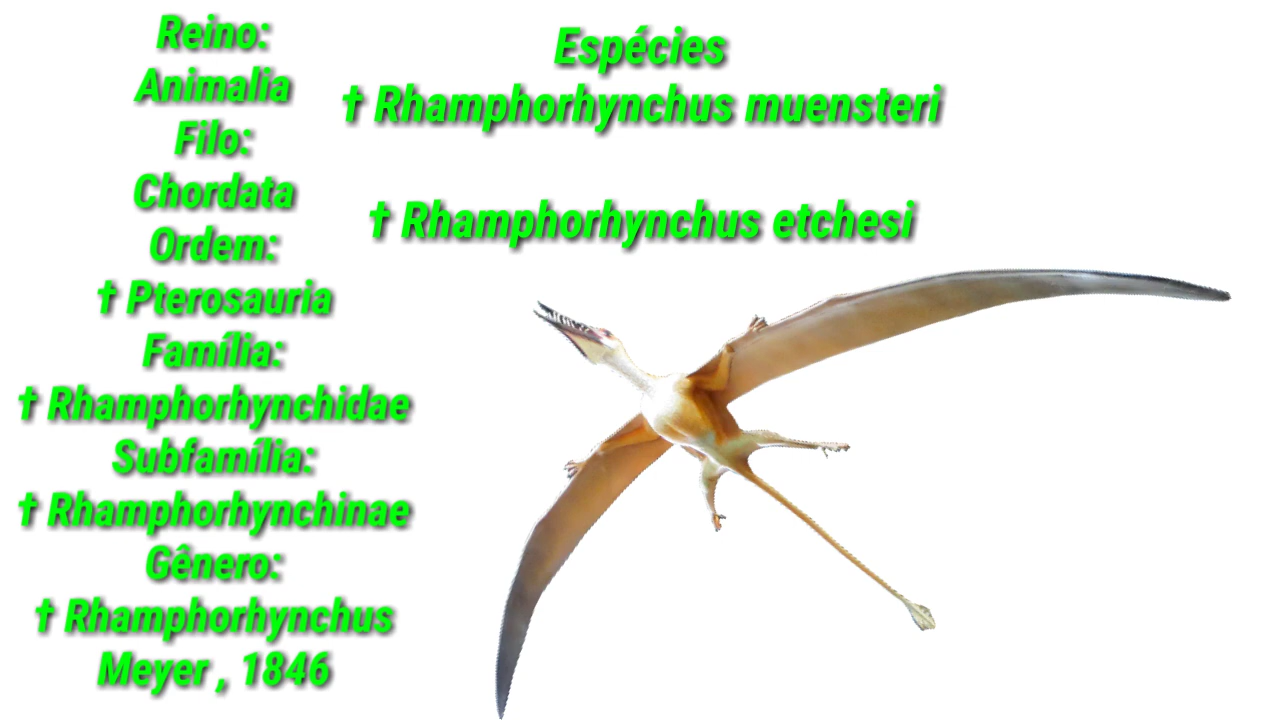 Reino:
Animalia
Filo:
Chordata
Ordem:
† Pterosauria
Família:
† Rhamphorhynchidae
Subfamília:
† Rhamphorhynchinae
Gênero:
† Rhamphorhynchus
Meyer , 1846
Espécies
† Rhamphorhynchus muensteri
† Rhamphorhynchus etchesi